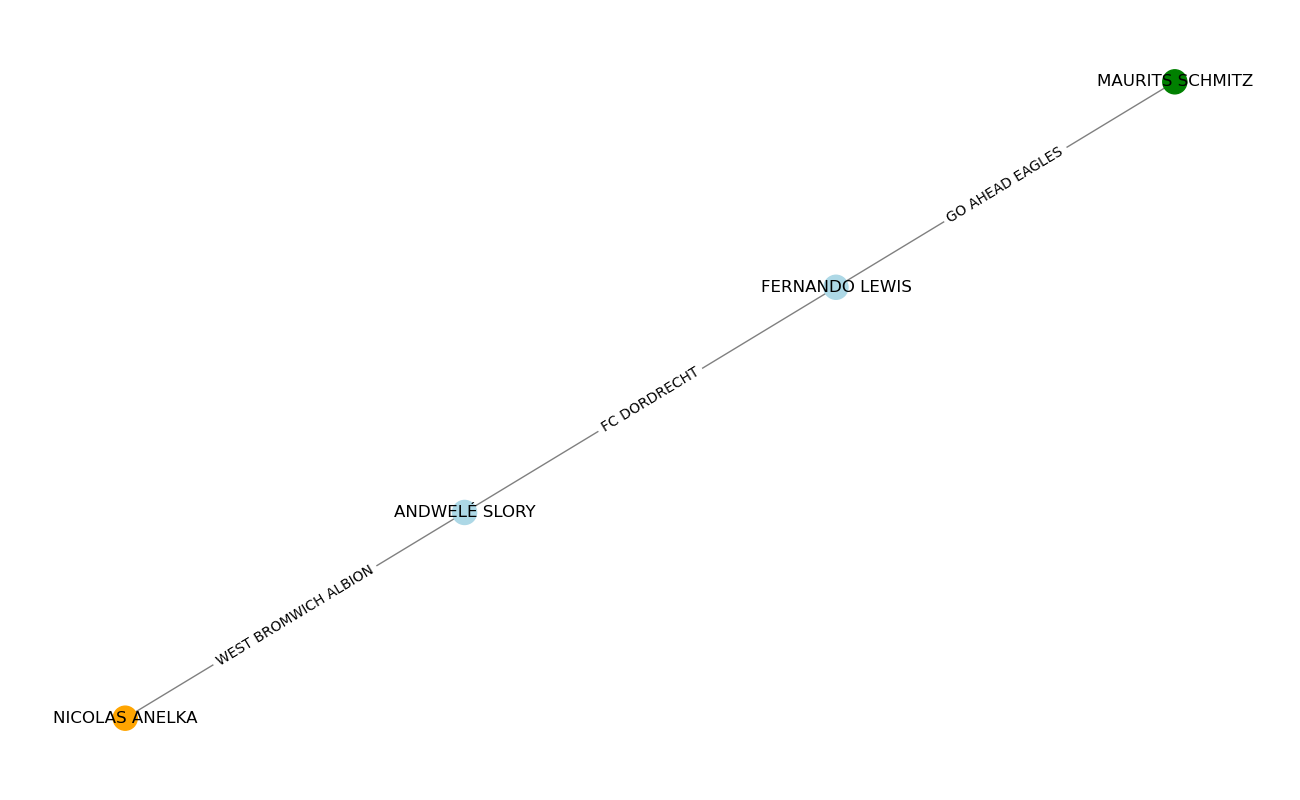 MAURITS SCHMITZ
GO AHEAD EAGLES
FERNANDO LEWIS
FC DORDRECHT
ANDWELÉ SLORY
WEST BROMWICH ALBION
NICOLAS ANELKA